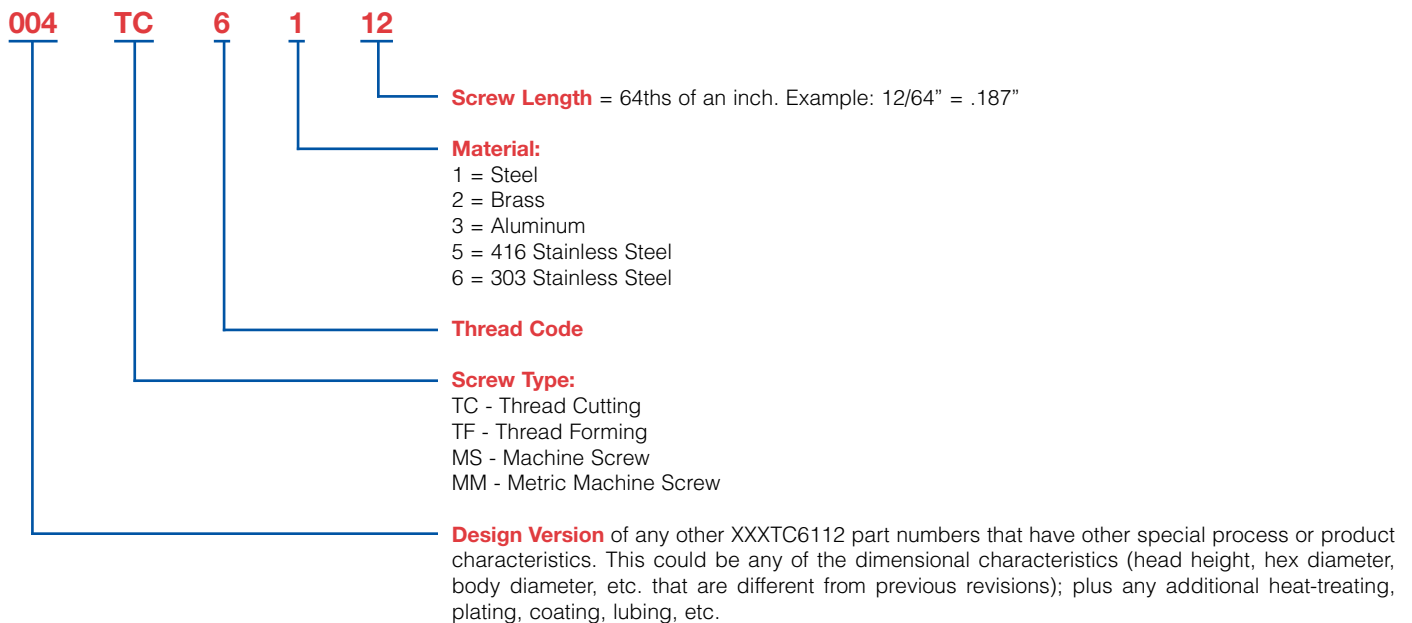 004 TC 6 1 12
Screw Length = 64ths of an inch. Example: 12/64” = .187”
Material:
1 = Steel
2 = Brass
3 = Aluminum
5 = 416 Stainless Steel
6 = 303 Stainless Steel
Thread Code
Screw Type:
TC - Thread Cutting
TF - Thread Forming
MS - Machine Screw
MM - Metric Machine Screw
Design Version of any other XXXTC6112 part numbers that have other special process or product
characteristics. This could be any of the dimensional characteristics (head height, hex diameter,
body diameter, etc. that are different from previous revisions); plus any additional heat-treating,
plating, coating, lubing, etc.